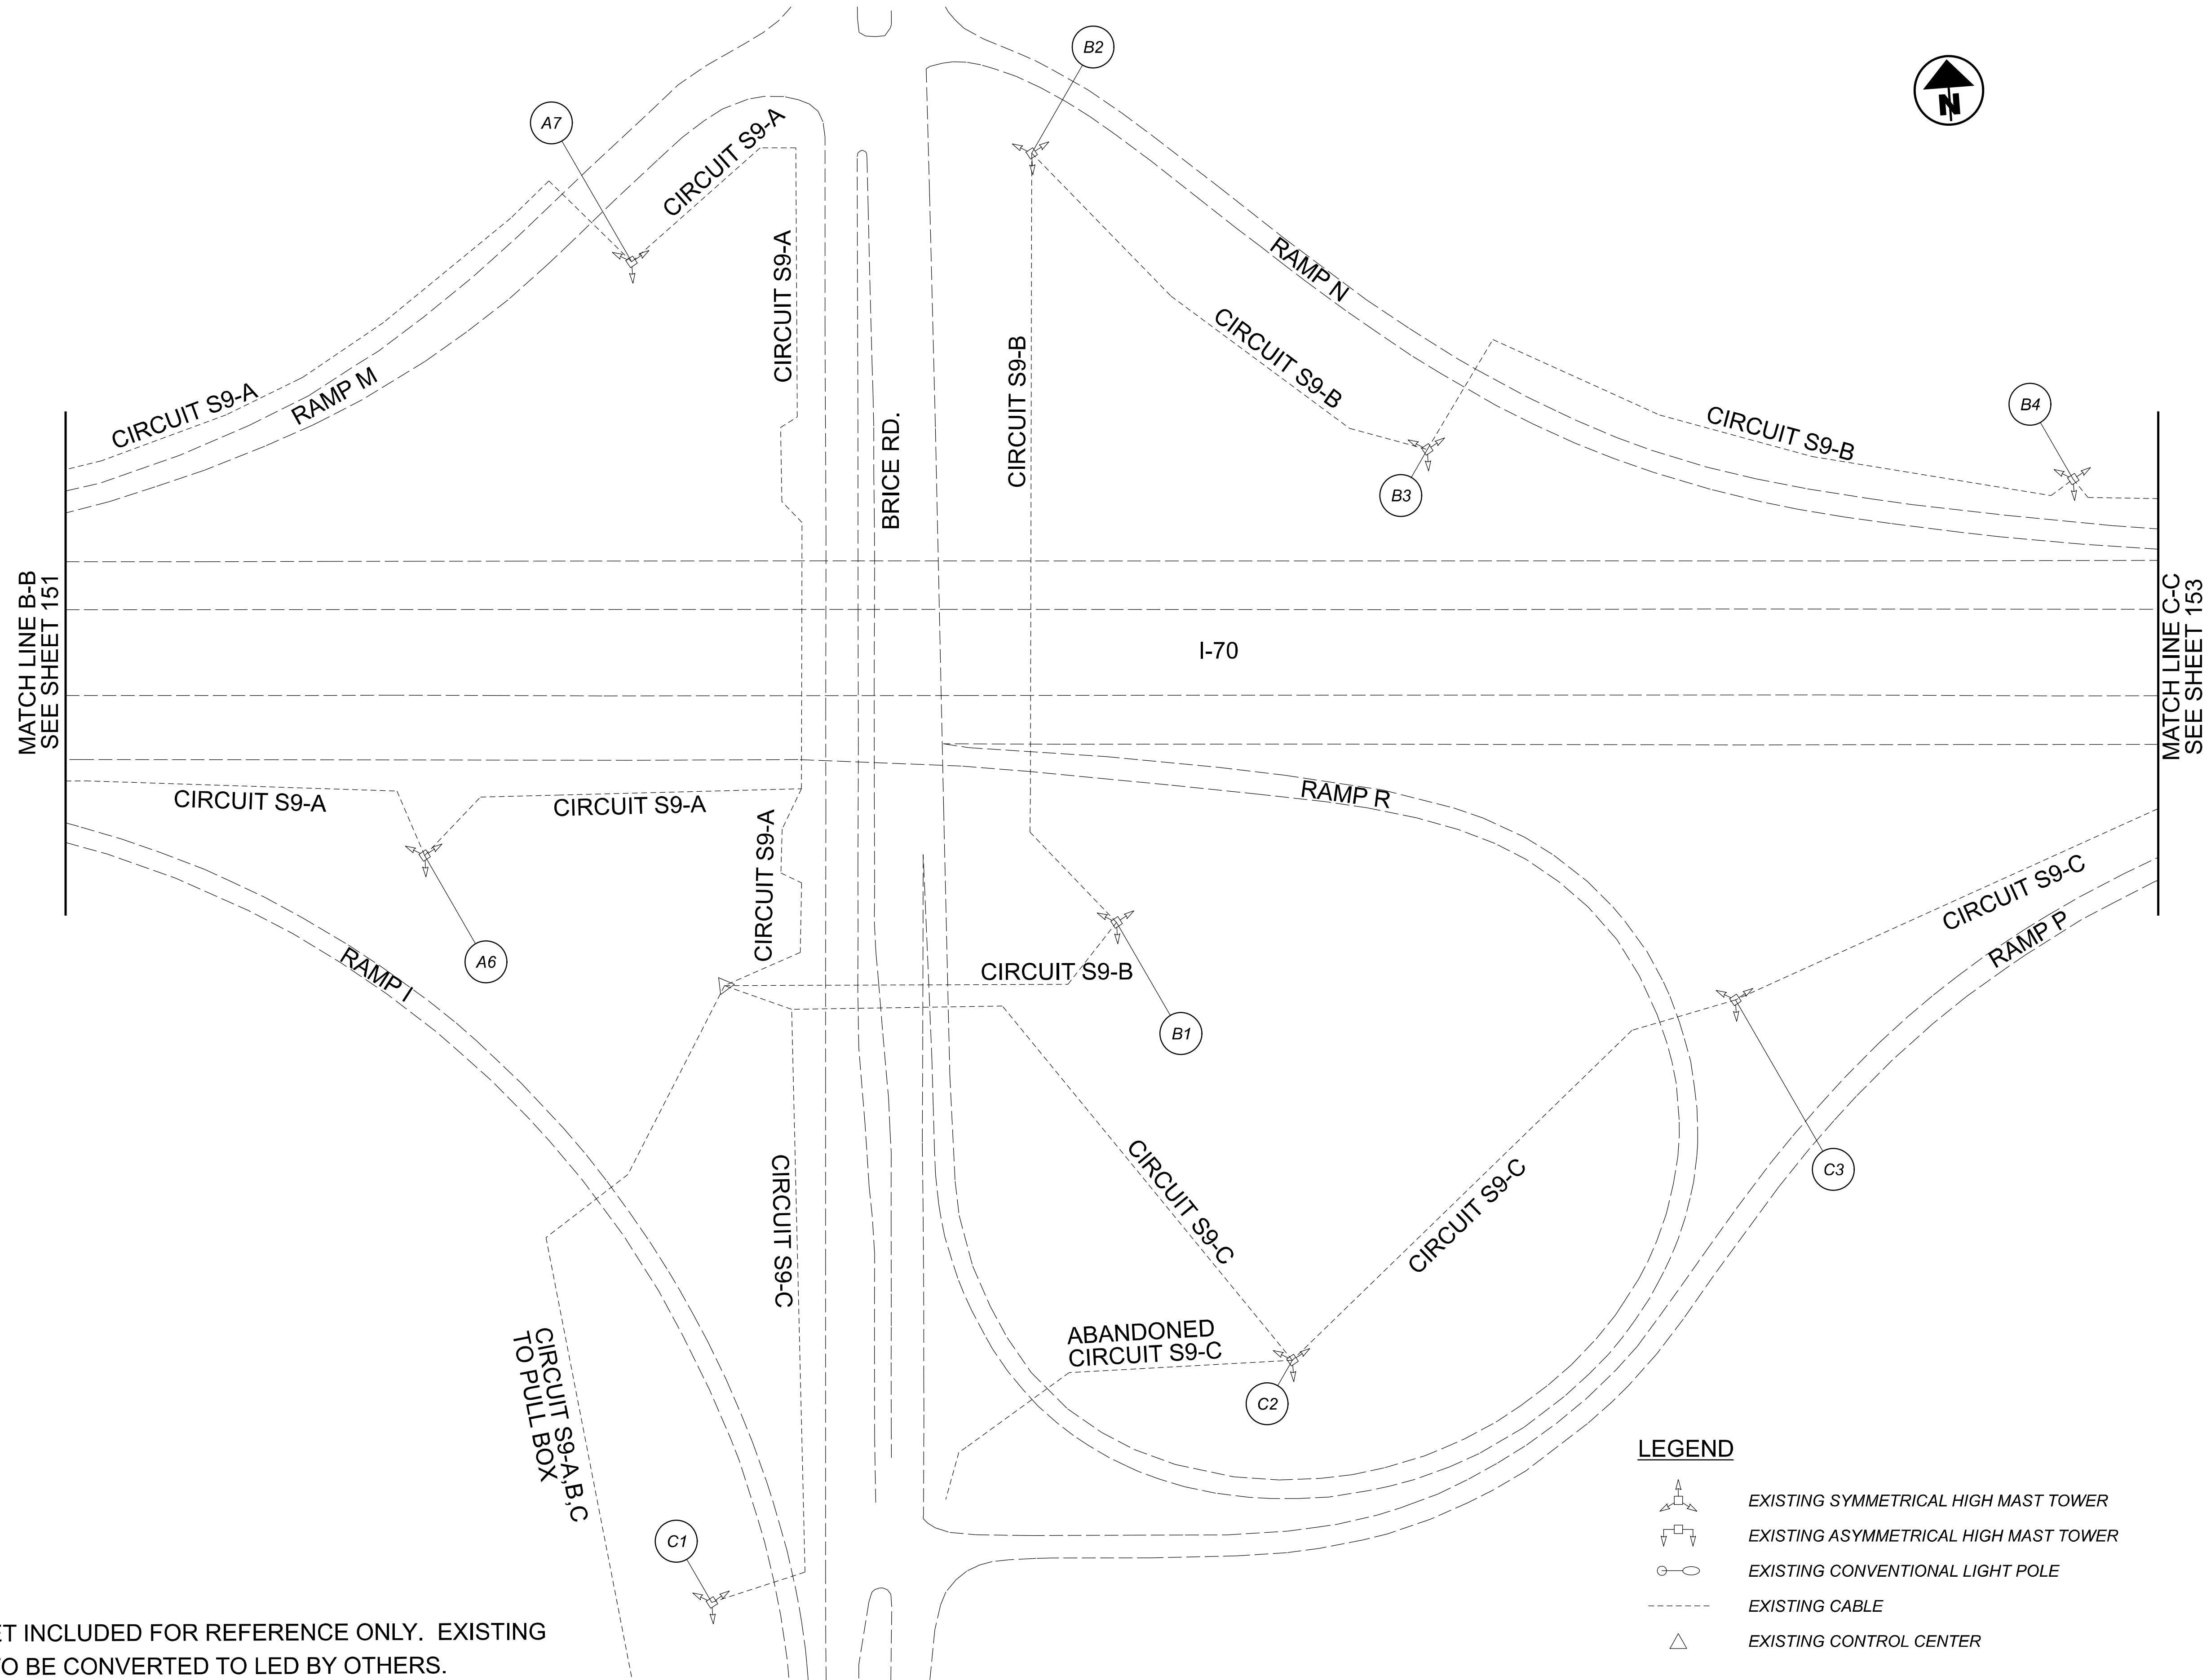 B2
N
A7
CIRCUIT S9-A
CIRCUIT S9-A
RAMP N
CIRCUIT S9-B
CIRCUIT S9-B
CIRCUIT S9-A
RAMP M
BRICE RD.
CIRCUIT S9-B
B4
B3
MATCH LINE B-B
SEE SHEET 151
I-70
MATCH LINE C-C
SEE SHEET 153
CIRCUIT S9-A
CIRCUIT S9-A
CIRCUIT S9-A
RAMP R
CIRCUIT S9-C
RAMP P
A6
RAMP I
CIRCUIT S9-B
B1
C3
CIRCUIT S9-C
CIRCUIT S9-C
CIRCUIT S9-C
ABANDONED
CIRCUIT S9-C
C2
CIRCUIT S9-A,B,C
TO PULL BOX
C1
LEGEND
EXISTING SYMMETRICAL HIGH MAST TOWER
EXISTING ASYMMETRICAL HIGH MAST TOWER
EXISTING CONVENTIONAL LIGHT POLE
EXISTING CABLE
EXISTING CONTROL CENTER
INCLUDED FOR REFERENCE ONLY. EXISTING
TO BE CONVERTED TO LED BY OTHERS.